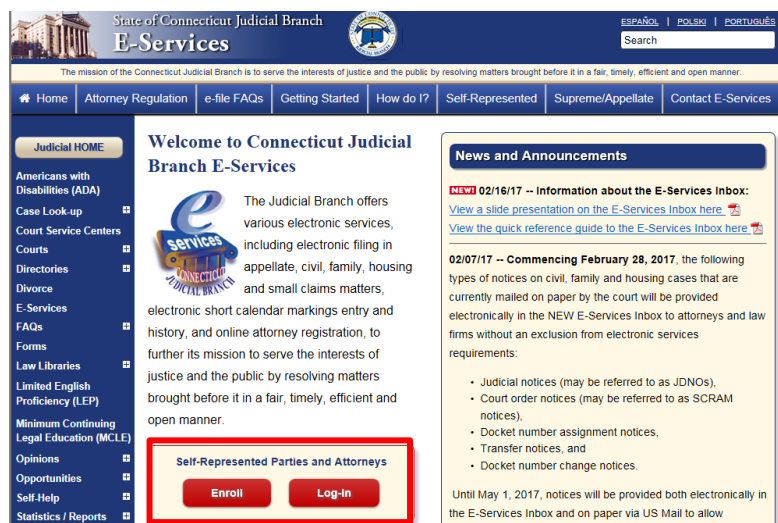 State of Connecticut Judicial Branch
E-Services
ESPAÑOL | POLSKI | PORTUGUÊS
Search
The mission of the Connecticut Judicial Branch is to serve the interests of justice and the public by resolving matters brought before it in a fair, timely, efficient and open manner.
Home Attorney Regulation e-file FAQs Getting Started How do I? Self-Represented Supreme/Appellate Contact E-Services
Judicial HOME
Americans with
Disabilities (ADA)
Case Look-up
Court Service Centers
Courts
Directories
Divorce
E-Services
FAQs
Forms
Law Libraries
Limited English
Proficiency (LEP)
Minimum Continuing
Legal Education (MCLE)
Opinions
Opportunities
Self-Help
Statistics / Reports
Welcome to Connecticut Judicial
Branch E-Services
e
services
CONNECTICUT
JUDICIAL BRANCH
The Judicial Branch offers
various electronic services,
including electronic filing in
appellate, civil, family, housing
and small claims matters,
electronic short calendar markings entry and
history, and online attorney registration, to
further its mission to serve the interests of
justice and the public by resolving matters
brought before it in a fair, timely, efficient and
open manner.
Self-Represented Parties and Attorneys
Enroll Log-In
News and Announcements
NEW! 02/16/17 -- Information about the E-Services Inbox:
View a slide presentation on the E-Services Inbox here
View the quick reference guide to the E-Services Inbox here
02/07/17 -- Commencing February 28, 2017, the following
types of notices on civil, family and housing cases that are
currently mailed on paper by the court will be provided
electronically in the NEW E-Services Inbox to attorneys and law
firms without an exclusion from electronic services
requirements:
• Judicial notices (may be referred to as JDNOs),
• Court order notices (may be referred to as SCRAM
notices),
• Docket number assignment notices,
• Transfer notices, and
• Docket number change notices.
Until May 1, 2017, notices will be provided both electronically in
the E-Services Inbox and on paper via US Mail to allow